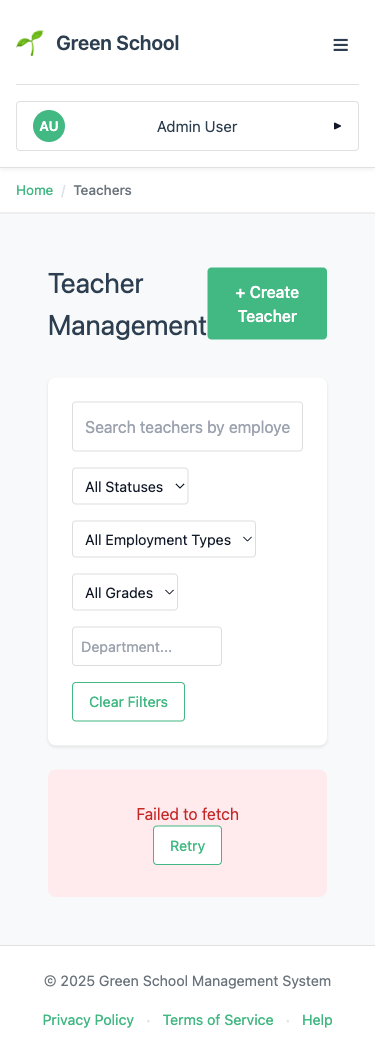 Green School
AU
Admin User
Home / Teachers
Teacher
Management
+ Create
Teacher
Search teachers by employe
All Statuses
All Employment Types
All Grades
Department...
Clear Filters
Failed to fetch
Retry
© 2025 Green School Management System
Privacy Policy · Terms of Service · Help